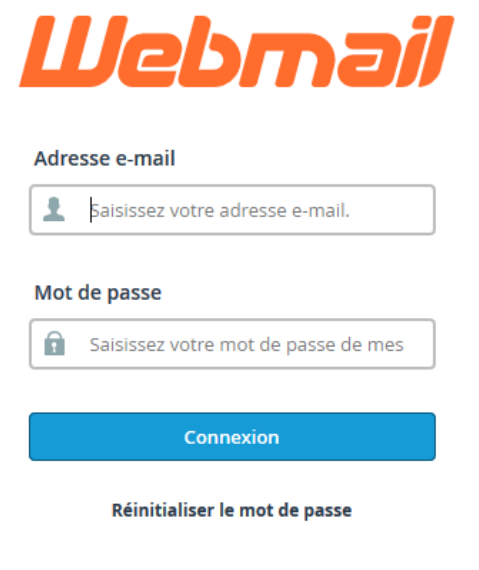 Webmail
Adresse e-mail
Saisissez votre adresse e-mail.
Mot de passe
Saisissez votre mot de passe de mes
Connexion
Réinitialiser le mot de passe